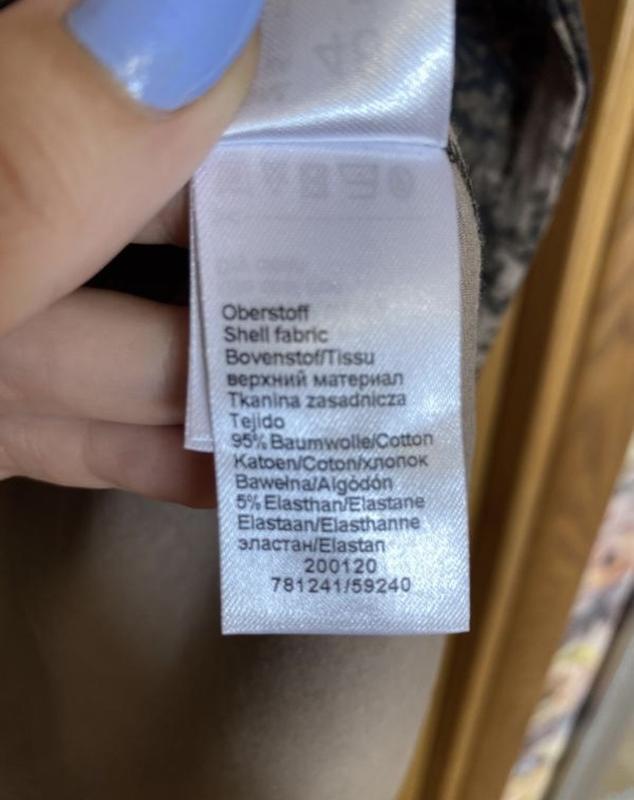 Oberstoff
Shell fabric
Bovenstof/Tissu
верхний материал
Tkanina zasadnicza
Tejido
95% Baumwolle/Cotton
Katoen/Coton/хлопок
Bawełna/Algódón
5% Elasthan/Elastane
Elastaan/Elasthanne
эластан/Elastan
200120
781241/59240